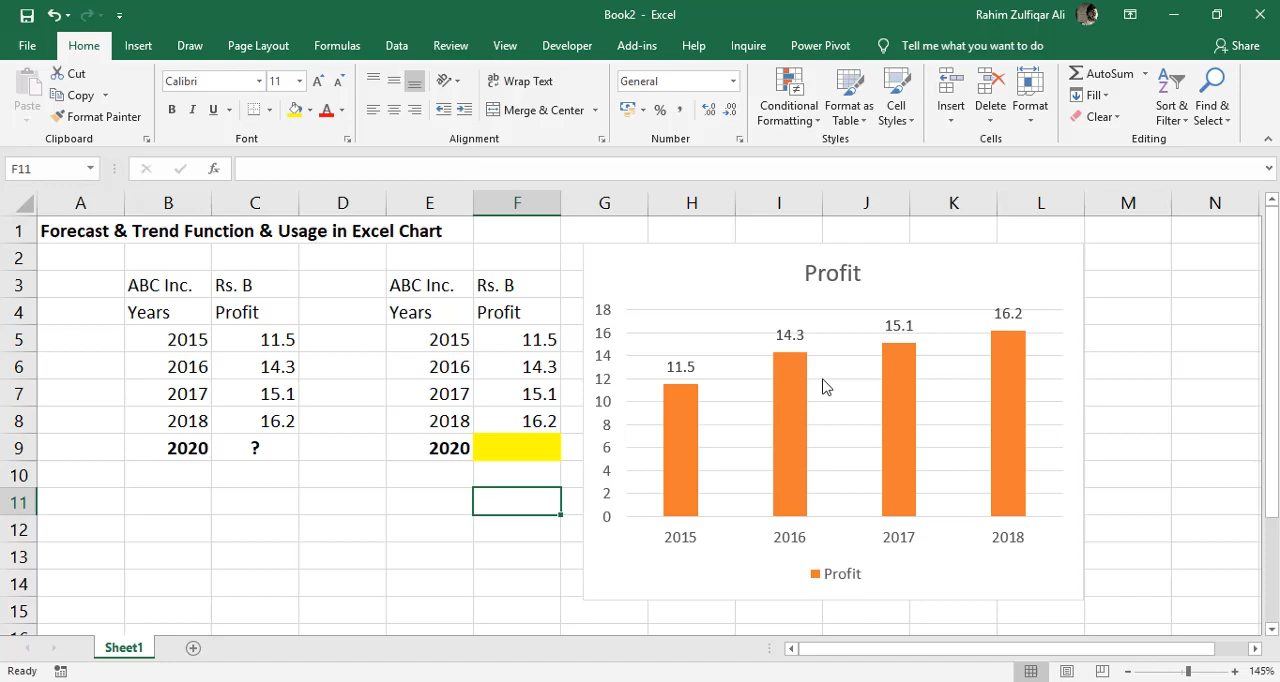 Book2 - Excel
Rahim Zulfiqar Ali
File Home Insert Draw Page Layout Formulas Data Review View Developer Add-ins Help Inquire Power Pivot Tell me what you want to do Share
Paste
Cut
Copy
Format Painter
Clipboard
Calibri 11 A A
B I U A
Font
Wrap Text
Merge & Center
Alignment
General
% ,
Number
Conditional Formatting
Format as Table
Cell Styles
Styles
Insert Delete Format
Cells
AutoSum
Fill
Clear
Sort & Filter
Find & Select
Editing
F11 fx
A B C D E F G H I J K L M N
1 Forecast & Trend Function & Usage in Excel Chart
2
3 ABC Inc. Rs. B ABC Inc. Rs. B
4 Years Profit Years Profit
5 2015 11.5 2015 11.5
6 2016 14.3 2016 14.3
7 2017 15.1 2017 15.1
8 2018 16.2 2018 16.2
9 2020 ? 2020
10
11
12
13
14
15
Profit
18
16
14
12
10
8
6
4
2
0
11.5 14.3 15.1 16.2
2015 2016 2017 2018
Profit
Sheet1
Ready
145%